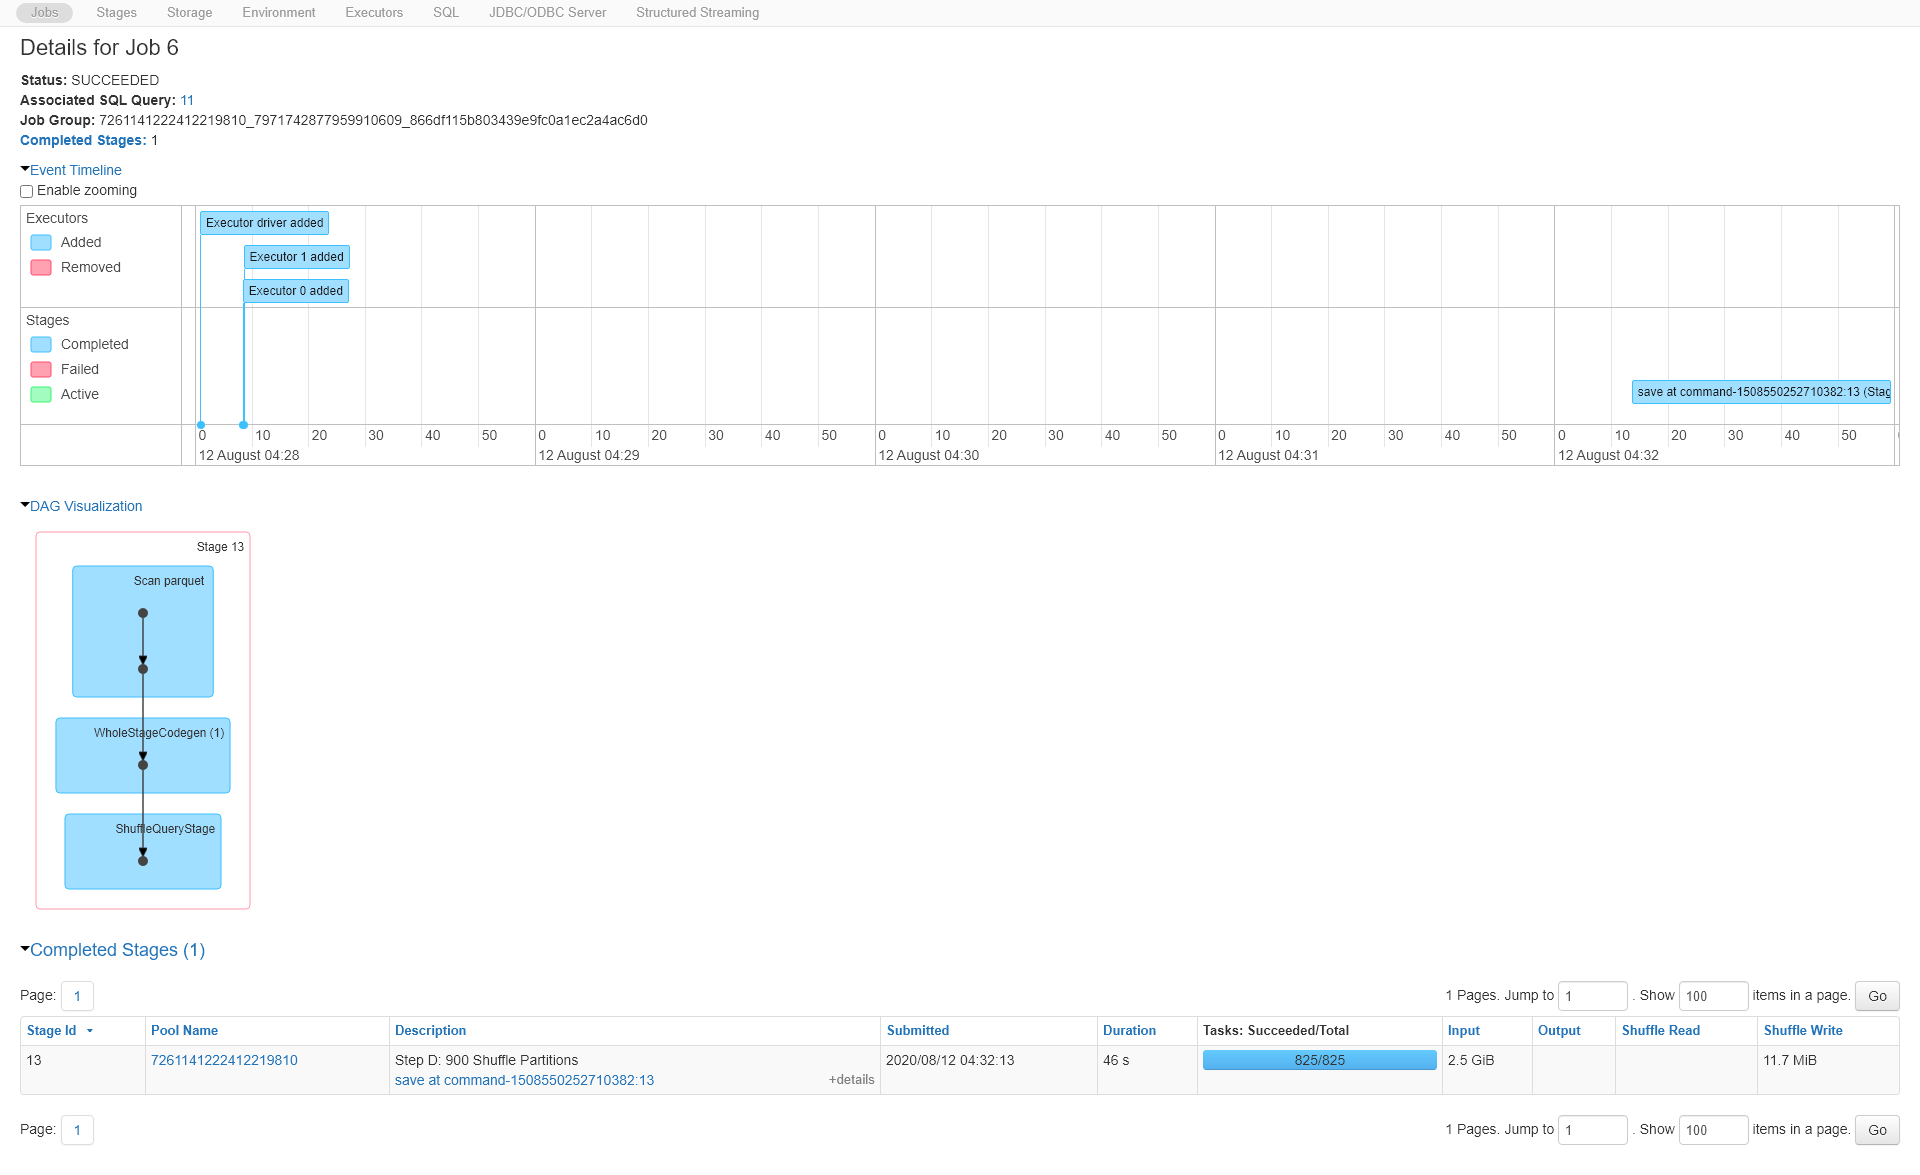 Jobs Stages Storage Environment Executors SQL JDBC/ODBC Server Structured Streaming
Details for Job 6
Status: SUCCEEDED
Associated SQL Query: 11
Job Group: 7261141222412219810_7971742877959910609_866df115b803439e9fc0a1ec2a4ac6d0
Completed Stages: 1
Event Timeline
Enable zooming
Executors
Added
Removed
Executor driver added
Executor 1 added
Executor 0 added
Stages
Completed
Failed
Active
save at command-1508550252710382:13 (Stag
0 10 20 30 40 50 0 10 20 30 40 50 0 10 20 30 40 50 0 10 20 30 40 50 0 10 20 30 40 50
12 August 04:28 12 August 04:29 12 August 04:30 12 August 04:31 12 August 04:32
DAG Visualization
Stage 13
Scan parquet
WholeStageCodegen (1)
ShuffleQueryStage
Completed Stages (1)
Page: 1 1 Pages. Jump to 1 . Show 100 items in a page. Go
Stage Id Pool Name Description Submitted Duration Tasks: Succeeded/Total Input Output Shuffle Read Shuffle Write
13 7261141222412219810 Step D: 900 Shuffle Partitions 2020/08/12 04:32:13 46 s 825/825 2.5 GiB 11.7 MiB
save at command-1508550252710382:13 +details
Page: 1 1 Pages. Jump to 1 . Show 100 items in a page. Go